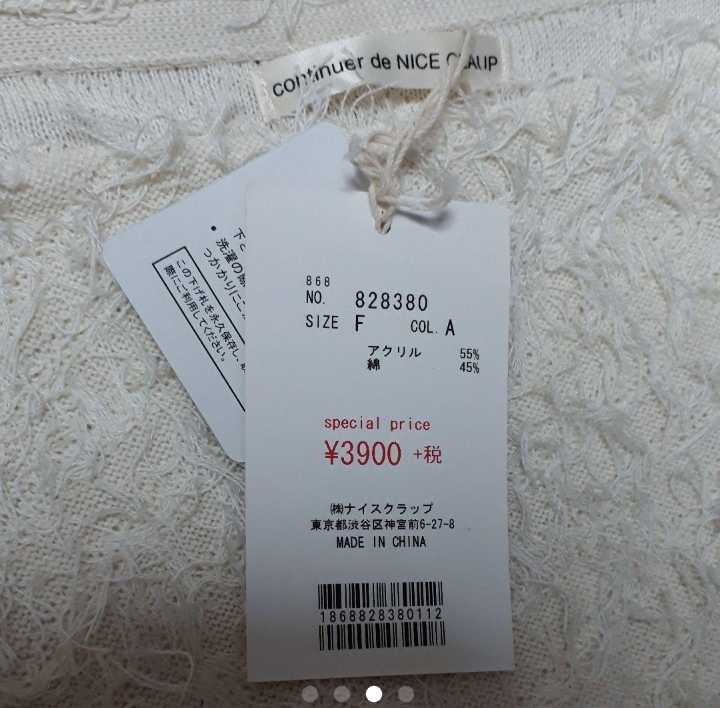 continuer de NICE CLAUP
下
・洗濯の際
つかかりに
この下げ札を永久保存し、
際にご利用してください。
868
NO. 828380
SIZE F COL. A
アクリル 55%
綿 45%
special price
¥3900 +税
㈱ナイスクラップ
東京都渋谷区神宮前6-27-8
MADE IN CHINA
1868828380112